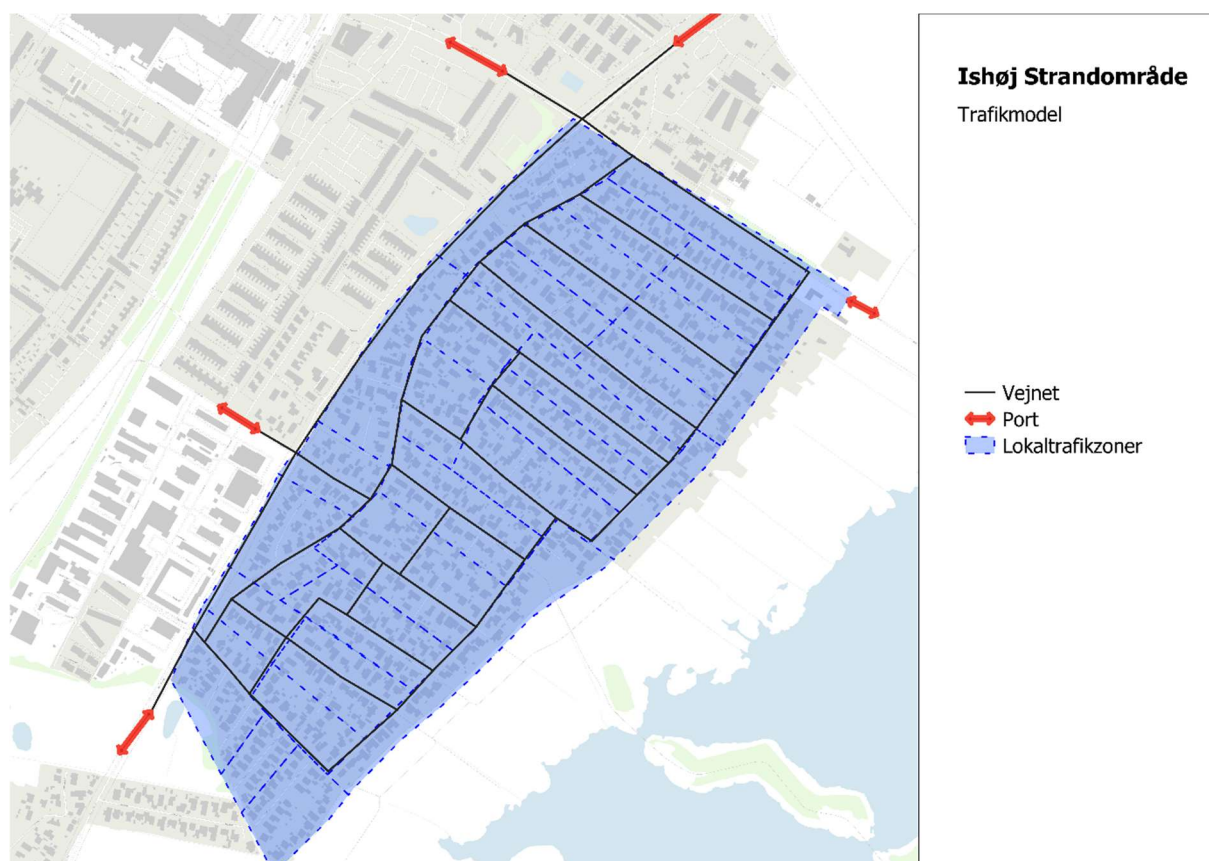 Ishøj Strandområde
Trafikmodel
Vejnet
Port
Lokaltrafikzoner